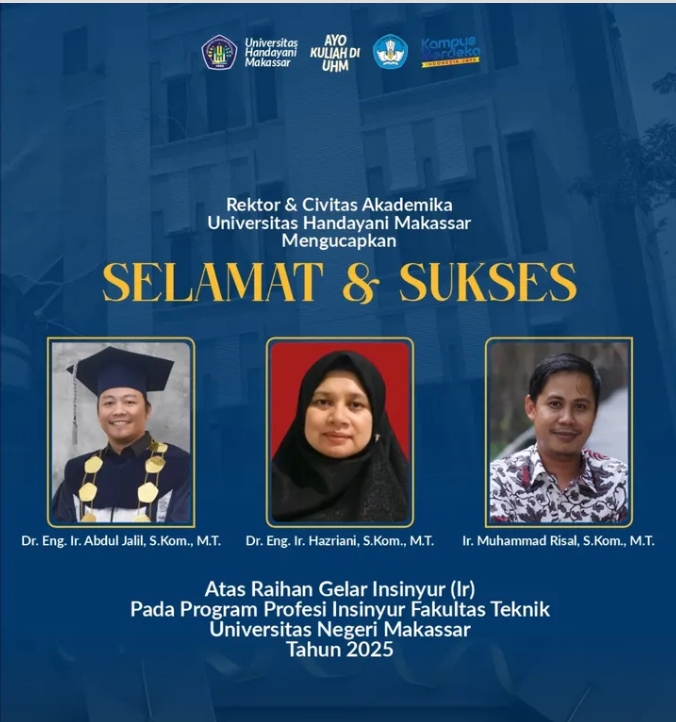 Universitas
Handayani
Makassar
AYO
KULIAH DI
UHM
Kampus
Merdeka
INDONESIA JAYA
Rektor & Civitas Akademika
Universitas Handayani Makassar
Mengucapkan
SELAMAT & SUKSES
Dr. Eng. Ir. Abdul Jalil, S.Kom., M.T.
Dr. Eng. Ir. Hazriani, S.Kom., M.T.
Ir. Muhammad Risal, S.Kom., M.T.
Atas Raihan Gelar Insinyur (Ir)
Pada Program Profesi Insinyur Fakultas Teknik
Universitas Negeri Makassar
Tahun 2025